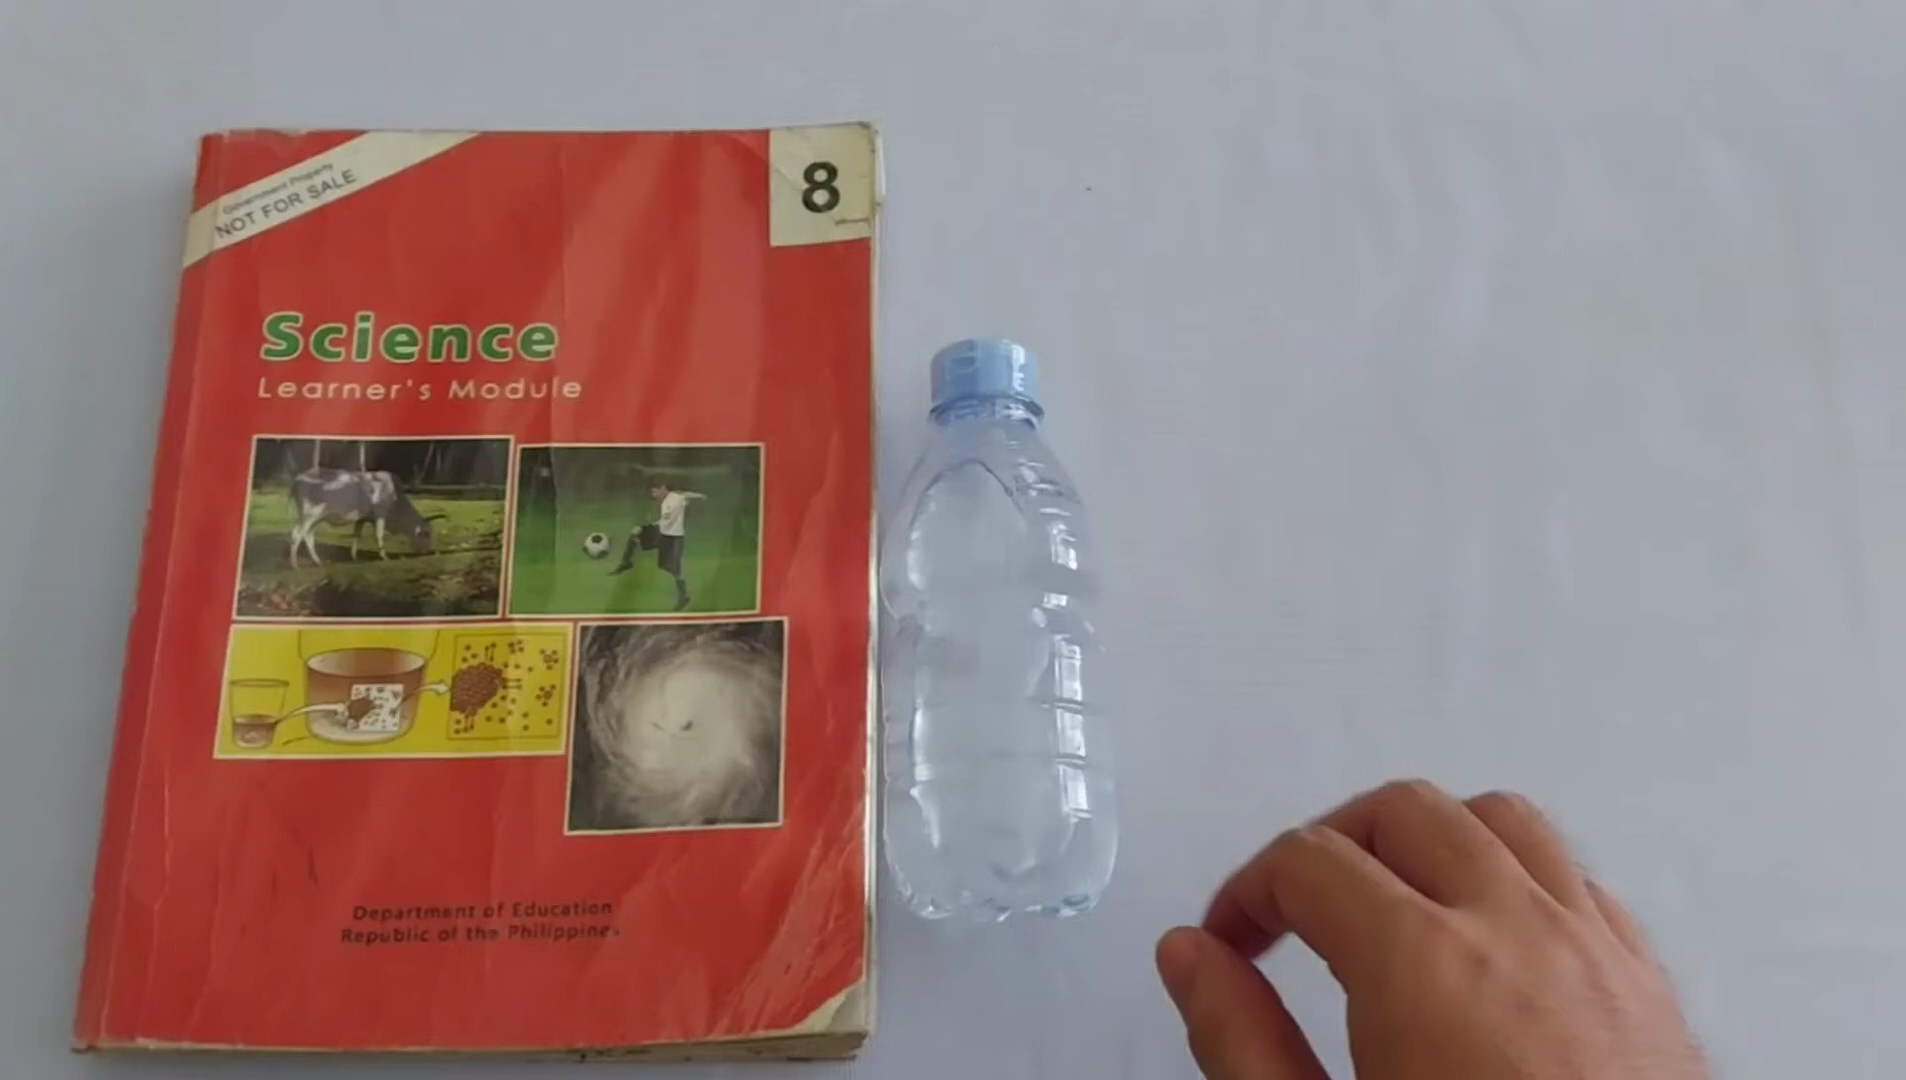 Government Property
NOT FOR SALE
8
Science
Learner's Module
Department of Education
Republic of the Philippines